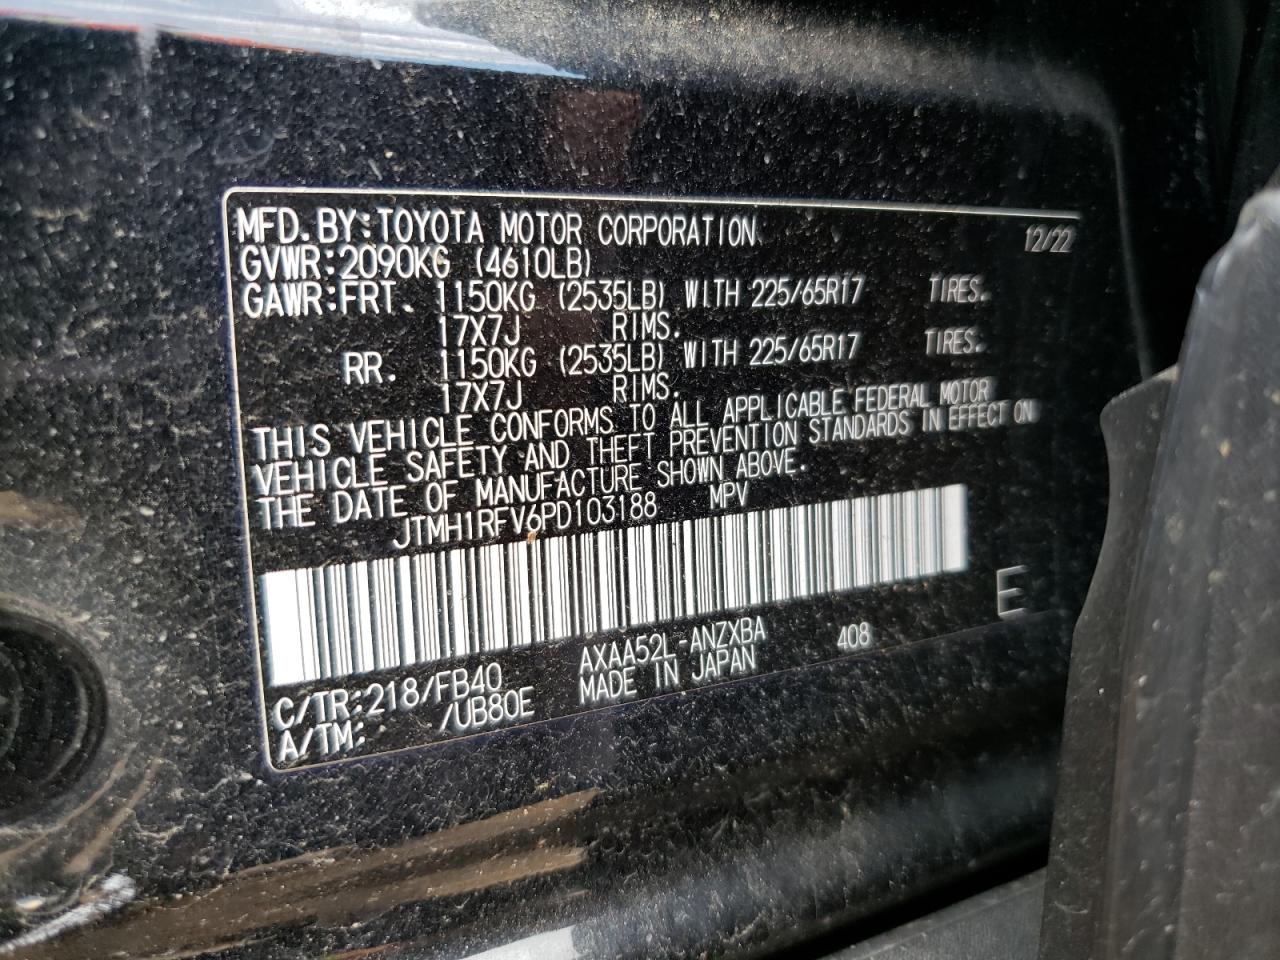 MFD.BY:TOYOTA MOTOR CORPORATION 12/22
GVWR:2090KG (4610LB)
GAWR:FRT. 1150KG (2535LB) WITH 225/65R17 TIRES.
17X7J RIMS.
RR. 1150KG (2535LB) WITH 225/65R17 TIRES.
17X7J RIMS.
THIS VEHICLE CONFORMS TO ALL APPLICABLE FEDERAL MOTOR
VEHICLE SAFETY AND THEFT PREVENTION STANDARDS IN EFFECT ON
THE DATE OF MANUFACTURE SHOWN ABOVE.
JTMH1RFV6PD103188 MPV
E
C/TR:218/FB40 AXAA52L-ANZXBA 408
A/TM: /UB80E MADE IN JAPAN